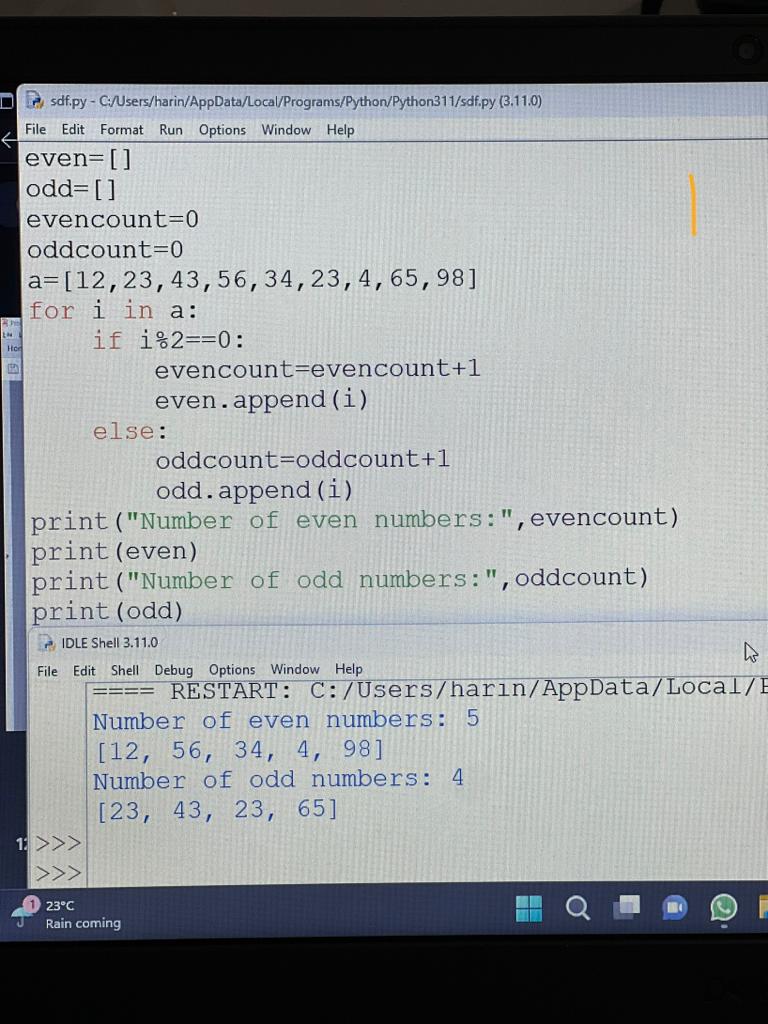 sdf.py - C:/Users/harin/AppData/Local/Programs/Python/Python311/sdf.py (3.11.0)
File Edit Format Run Options Window Help
even=[]
odd=[]
evencount=0
oddcount=0
a=[12,23,43,56,34,23,4,65,98]
for i in a:
    if i%2==0:
        evencount=evencount+1
        even.append(i)
    else:
        oddcount=oddcount+1
        odd.append(i)
print("Number of even numbers:",evencount)
print(even)
print("Number of odd numbers:",oddcount)
print(odd)
IDLE Shell 3.11.0
File Edit Shell Debug Options Window Help
==== RESTART: C:/Users/harin/AppData/Local/
Number of even numbers: 5
[12, 56, 34, 4, 98]
Number of odd numbers: 4
[23, 43, 23, 65]
>>>
>>>
1
23°C
Rain coming